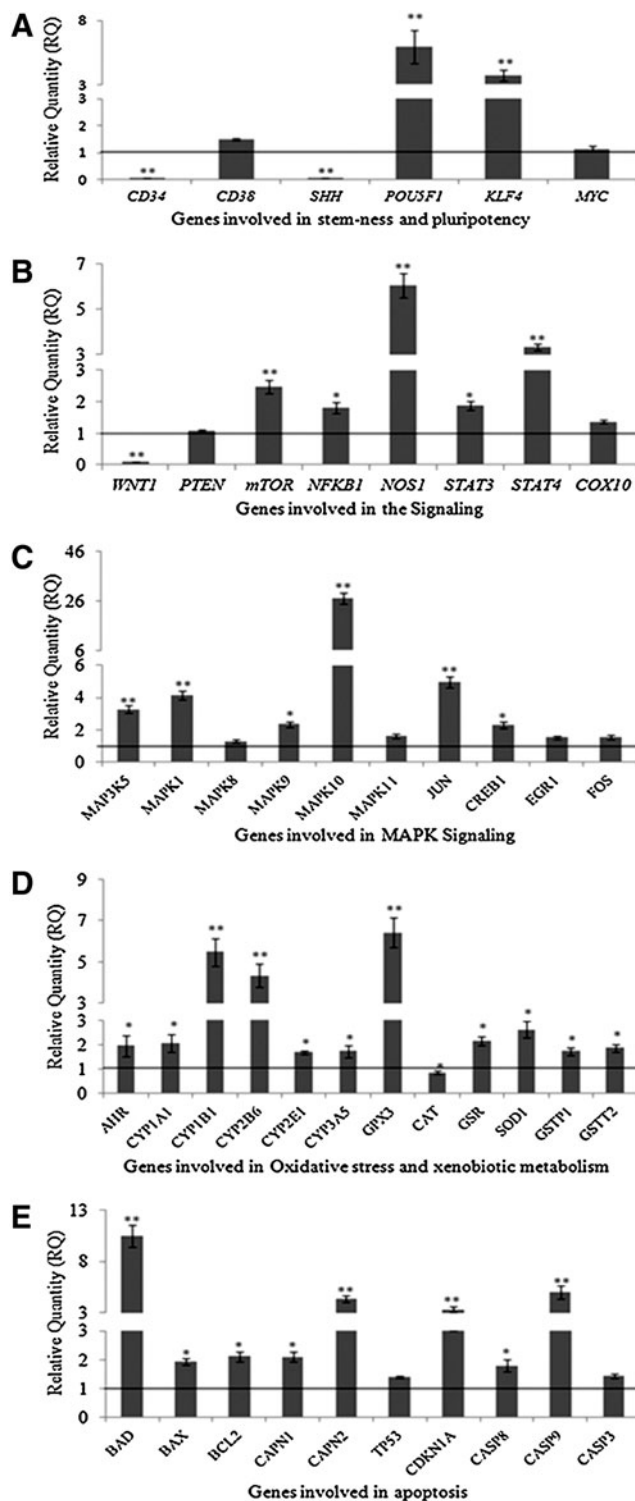 A
Relative Quantity (RQ)
8
3
3
2
1
0
**
**
**
**
CD34
CD38
SHH
POU5F1
KLF4
MYC
Genes involved in stem-ness and pluripotency
B
Relative Quantity (RQ)
7
5
3
3
2
1
0
**
**
*
**
*
**
WNT1
PTEN
mTOR
NFKB1
NOS1
STAT3
STAT4
COX10
Genes involved in the Signaling
C
Relative Quantity (RQ)
46
26
6
6
4
2
0
**
**
*
**
**
*
MAP3K5
MAPK1
MAPK8
MAPK9
MAPK10
MAPK11
JUN
CREB1
EGR1
FOS
Genes involved in MAPK Signaling
D
Relative Quantity (RQ)
9
7
5
3
3
2
1
0
*
*
**
**
*
*
**
*
*
*
*
*
AHR
CYP1A1
CYP1B1
CYP2B6
CYP2E1
CYP3A5
GPX3
CAT
GSR
SOD1
GSTP1
GSTT2
Genes involved in Oxidative stress and xenobiotic metabolism
E
Relative Quantity (RQ)
13
8
3
3
2
1
0
**
*
*
*
**
**
*
**
BAD
BAX
BCL2
CAPN1
CAPN2
TP53
CDKN1A
CASP8
CASP9
CASP3
Genes involved in apoptosis